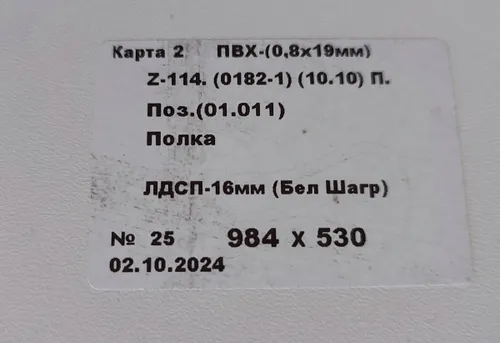 Карта 2 ПВХ-(0,8х19мм)
Z-114. (0182-1) (10.10) П.
Поз.(01.011)
Полка
ЛДСП-16мм (Бел Шагр)
№ 25 984 х 530
02.10.2024